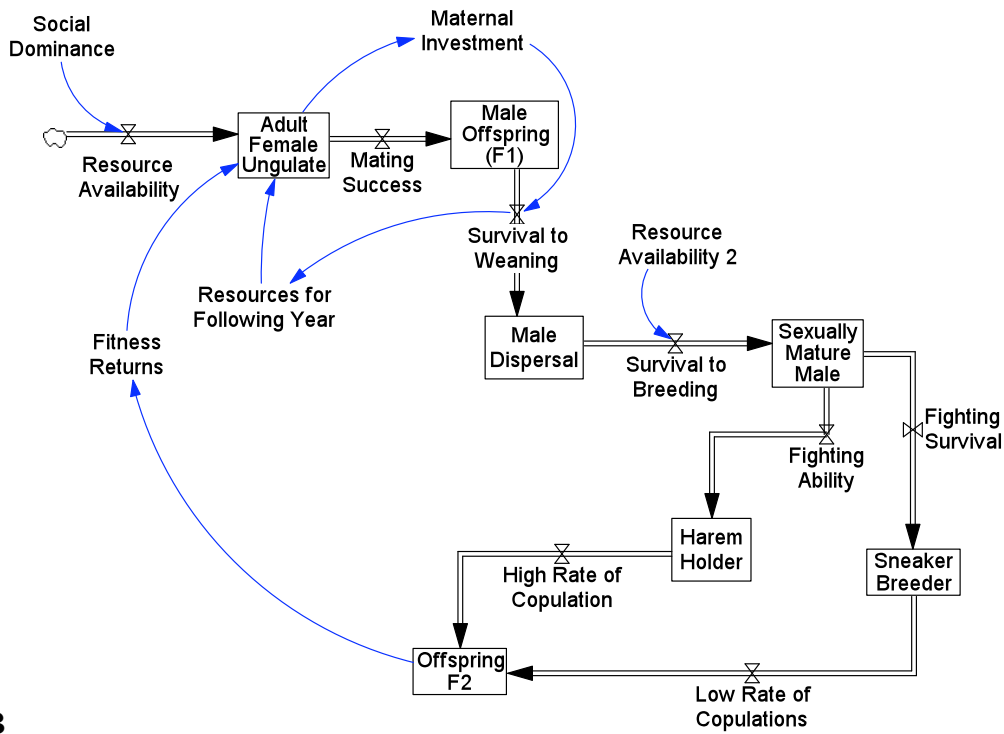 Social
Dominance
Maternal
Investment
Resource
Availability
Adult
Female
Ungulate
Mating
Success
Male
Offspring
(F1)
Survival to
Weaning
Resources for
Following Year
Resource
Availability 2
Fitness
Returns
Male
Dispersal
Survival to
Breeding
Sexually
Mature
Male
Fighting
Survival
Fighting
Ability
Harem
Holder
Sneaker
Breeder
High Rate of
Copulation
Offspring
F2
Low Rate of
Copulations